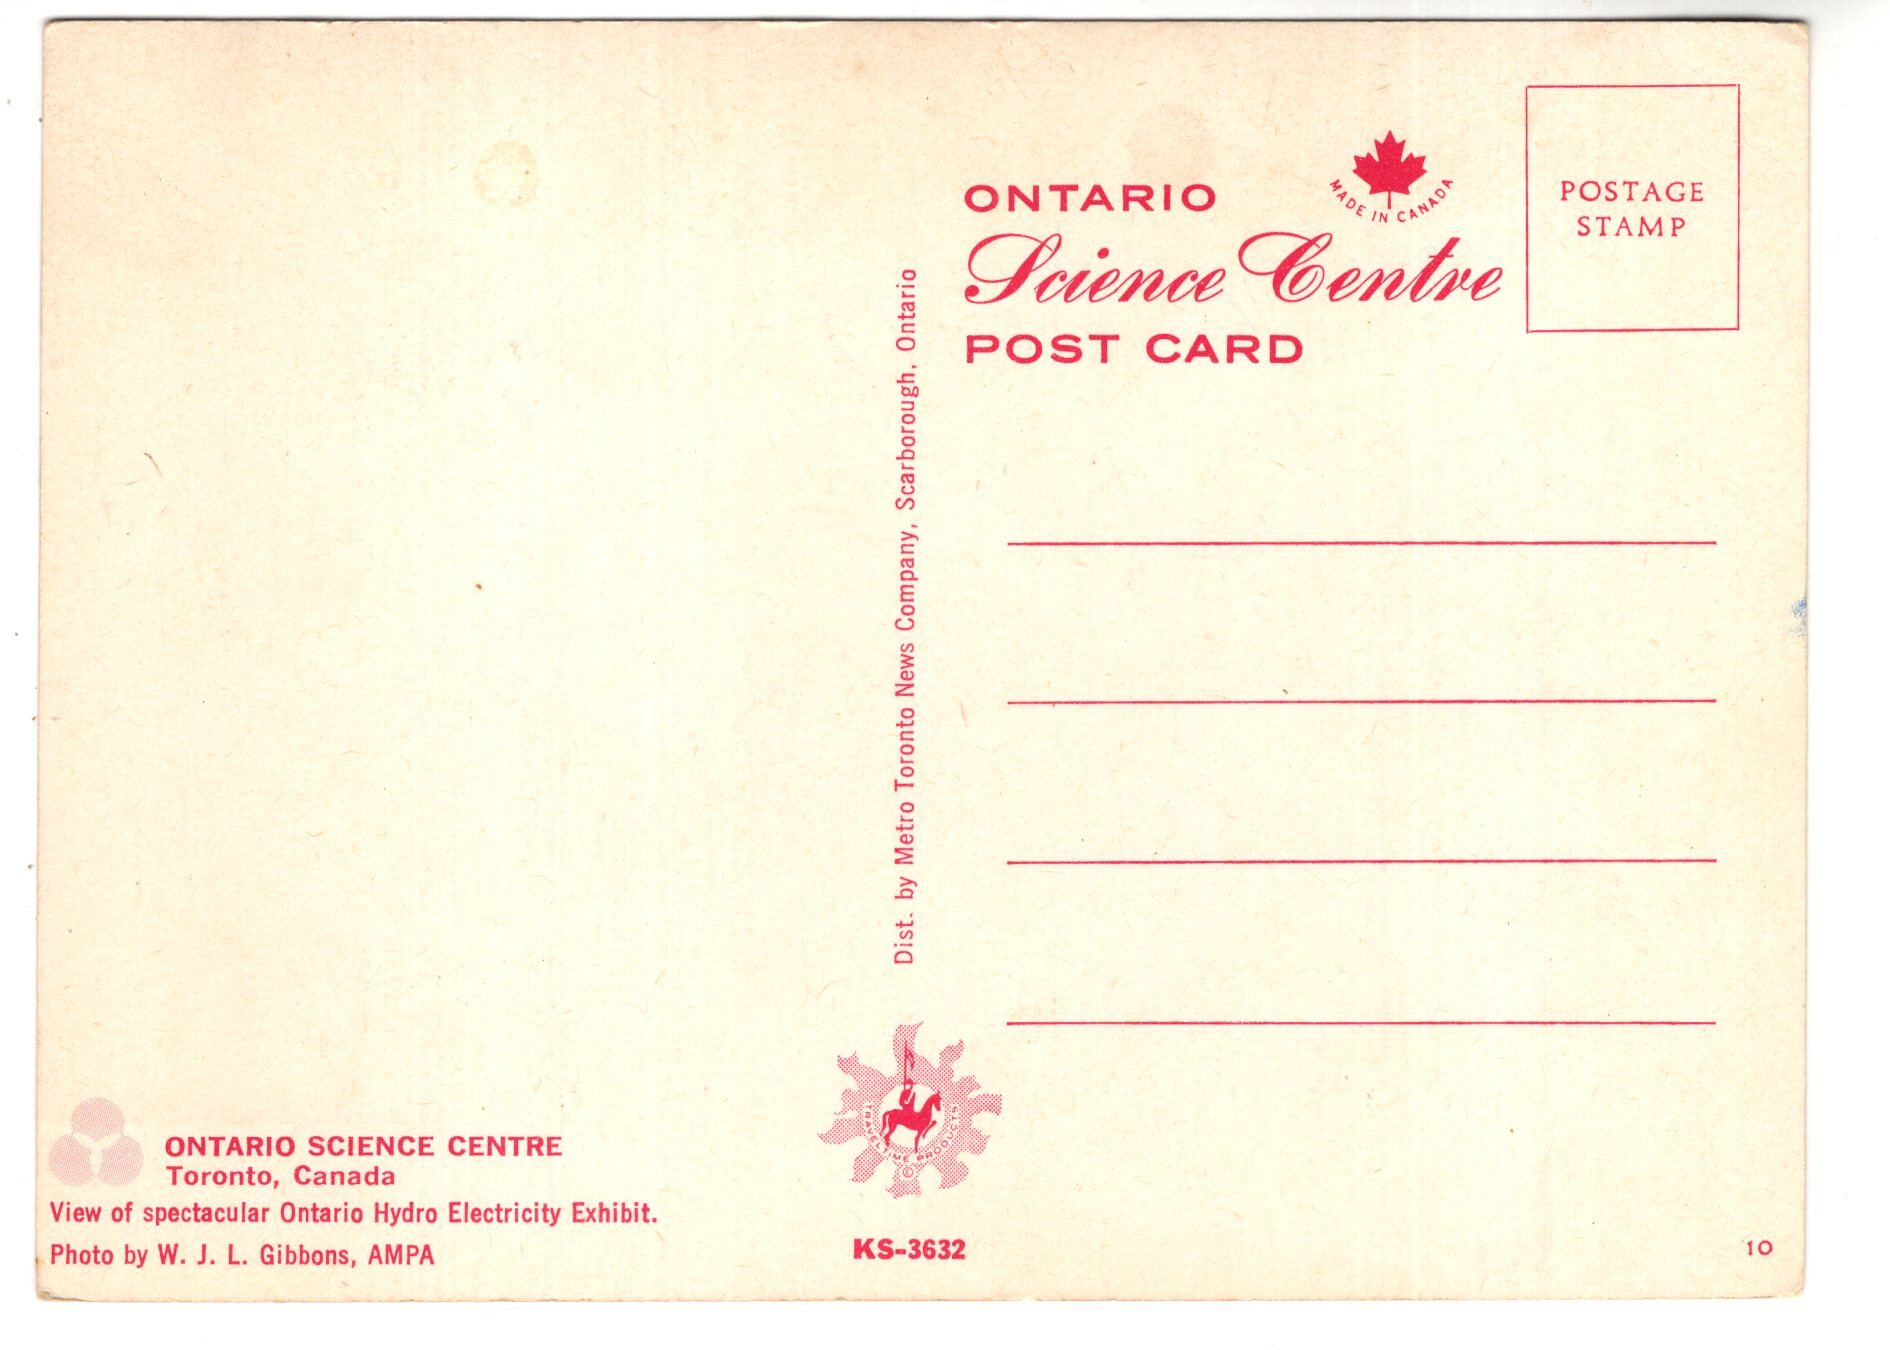 ONTARIO
Science Centre
POST CARD
MADE IN CANADA
POSTAGE
STAMP
Dist. by Metro Toronto News Company, Scarborough, Ontario
ONTARIO SCIENCE CENTRE
Toronto, Canada
View of spectacular Ontario Hydro Electricity Exhibit.
Photo by W. J. L. Gibbons, AMPA
TRAVELTIME PRODUCTS
©
KS-3632
10